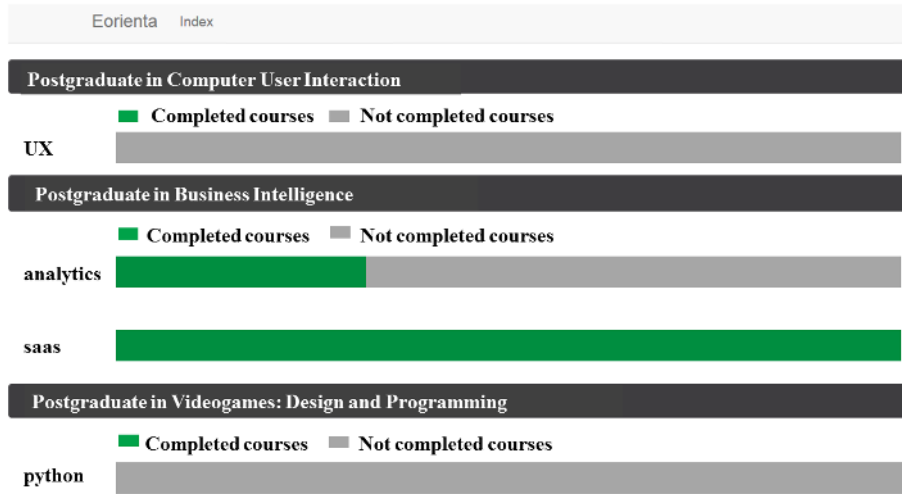 Eorienta Index
Postgraduate in Computer User Interaction
Completed courses Not completed courses
UX
Postgraduate in Business Intelligence
Completed courses Not completed courses
analytics
saas
Postgraduate in Videogames: Design and Programming
Completed courses Not completed courses
python